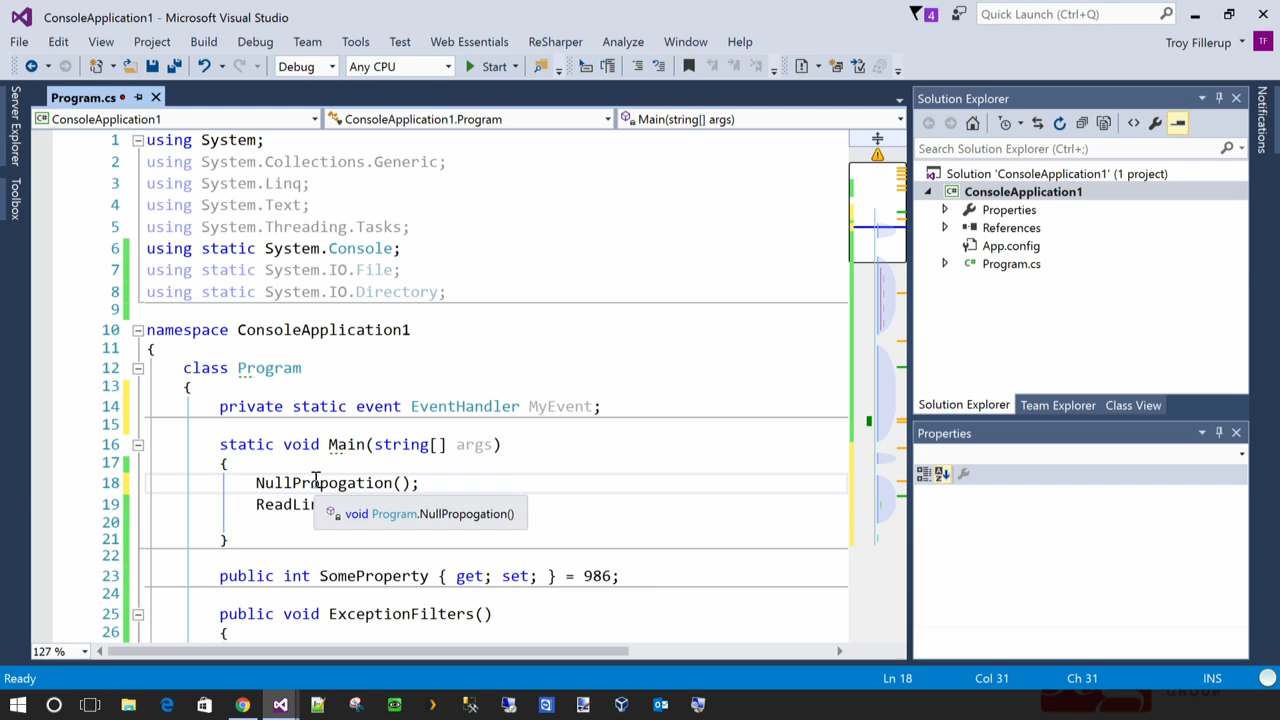 ConsoleApplication1 - Microsoft Visual Studio
4
Quick Launch (Ctrl+Q)
File Edit View Project Build Debug Team Tools Test Web Essentials ReSharper Analyze Window Help
Troy Fillerup TF
Debug Any CPU Start
Server Explorer
Toolbox
Program.cs
ConsoleApplication1 ConsoleApplication1.Program Main(string[] args)
1 using System;
2 using System.Collections.Generic;
3 using System.Linq;
4 using System.Text;
5 using System.Threading.Tasks;
6 using static System.Console;
7 using static System.IO.File;
8 using static System.IO.Directory;
9
10 namespace ConsoleApplication1
11 {
12 class Program
13 {
14 private static event EventHandler MyEvent;
15
16 static void Main(string[] args)
17 {
18 NullPropogation();
19 ReadLin
void Program.NullPropogation()
20
21 }
22
23 public int SomeProperty { get; set; } = 986;
24
25 public void ExceptionFilters()
26 {
127 %
Solution Explorer
Search Solution Explorer (Ctrl+;)
Solution 'ConsoleApplication1' (1 project)
ConsoleApplication1
Properties
References
App.config
Program.cs
Solution Explorer Team Explorer Class View
Properties
Notifications
Ready Ln 18 Col 31 Ch 31 INS
GROUP